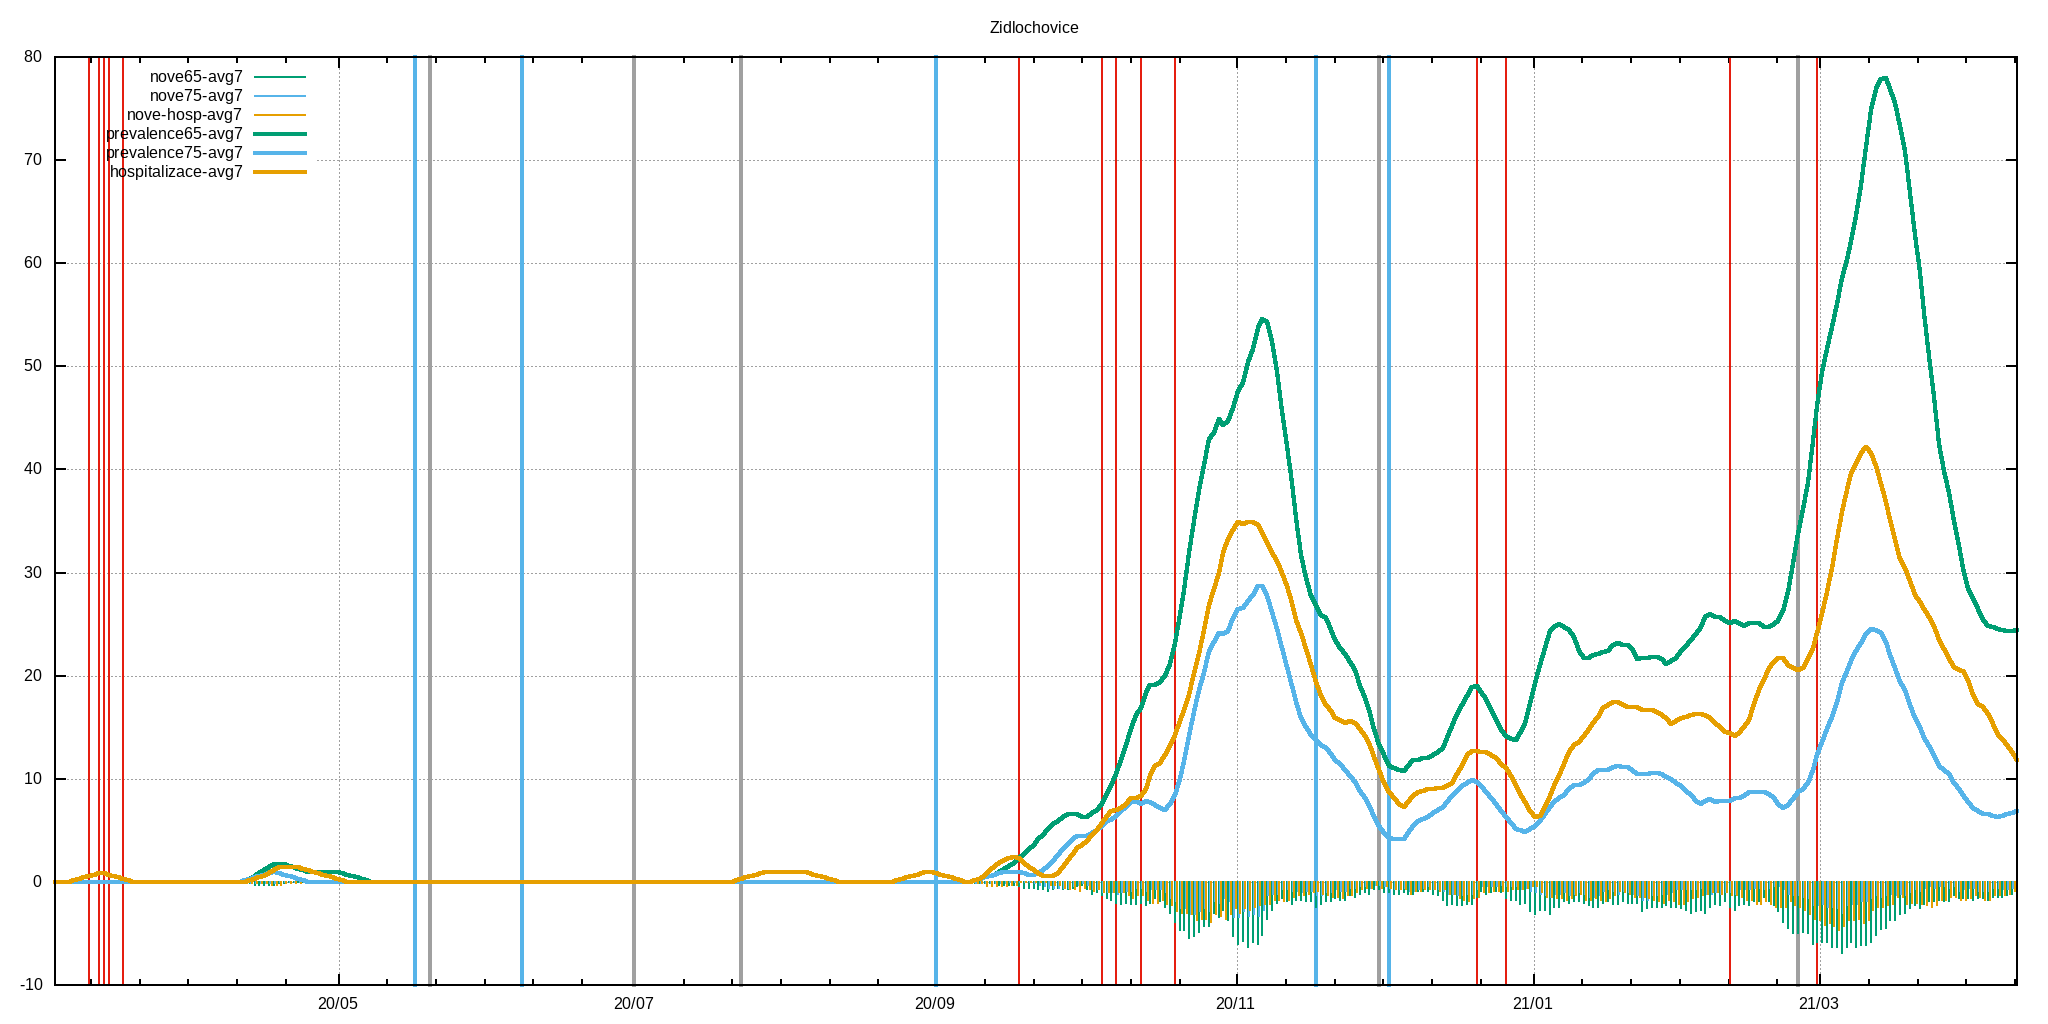 Zidlochovice
80
70
60
50
40
30
20
10
0
-10
nove65-avg7
nove75-avg7
nove-hosp-avg7
prevalence65-avg7
prevalence75-avg7
hospitalizace-avg7
20/05
20/07
20/09
20/11
21/01
21/03